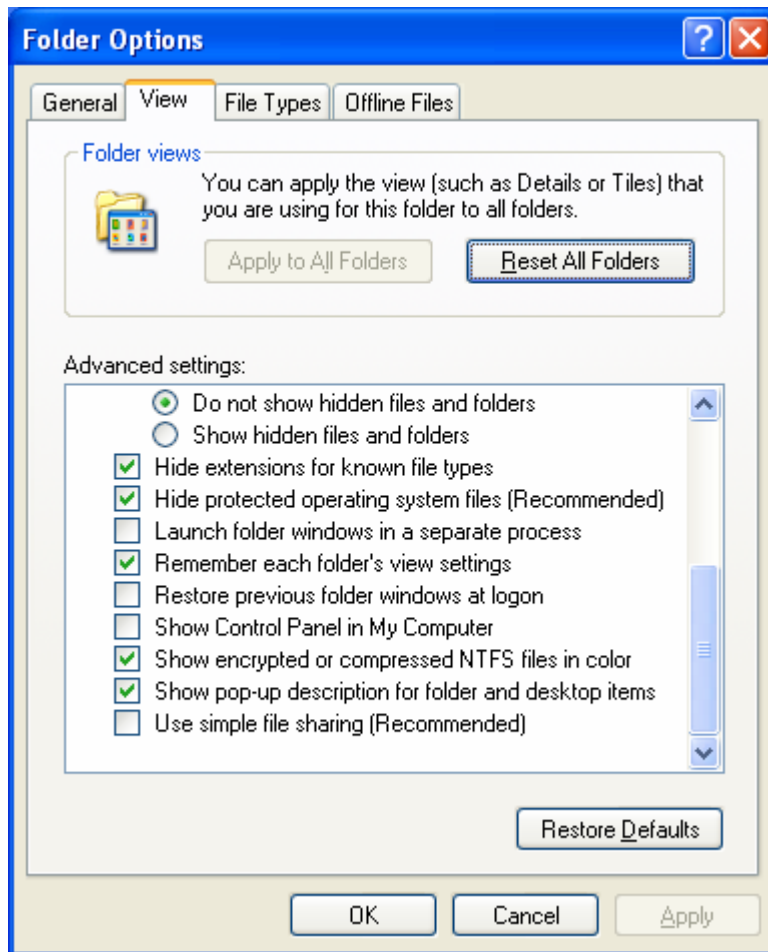 Folder Options
General View File Types Offline Files
Folder views
You can apply the view (such as Details or Tiles) that
you are using for this folder to all folders.
Apply to All Folders Reset All Folders
Advanced settings:
Do not show hidden files and folders
Show hidden files and folders
Hide extensions for known file types
Hide protected operating system files (Recommended)
Launch folder windows in a separate process
Remember each folder's view settings
Restore previous folder windows at logon
Show Control Panel in My Computer
Show encrypted or compressed NTFS files in color
Show pop-up description for folder and desktop items
Use simple file sharing (Recommended)
Restore Defaults
OK Cancel Apply